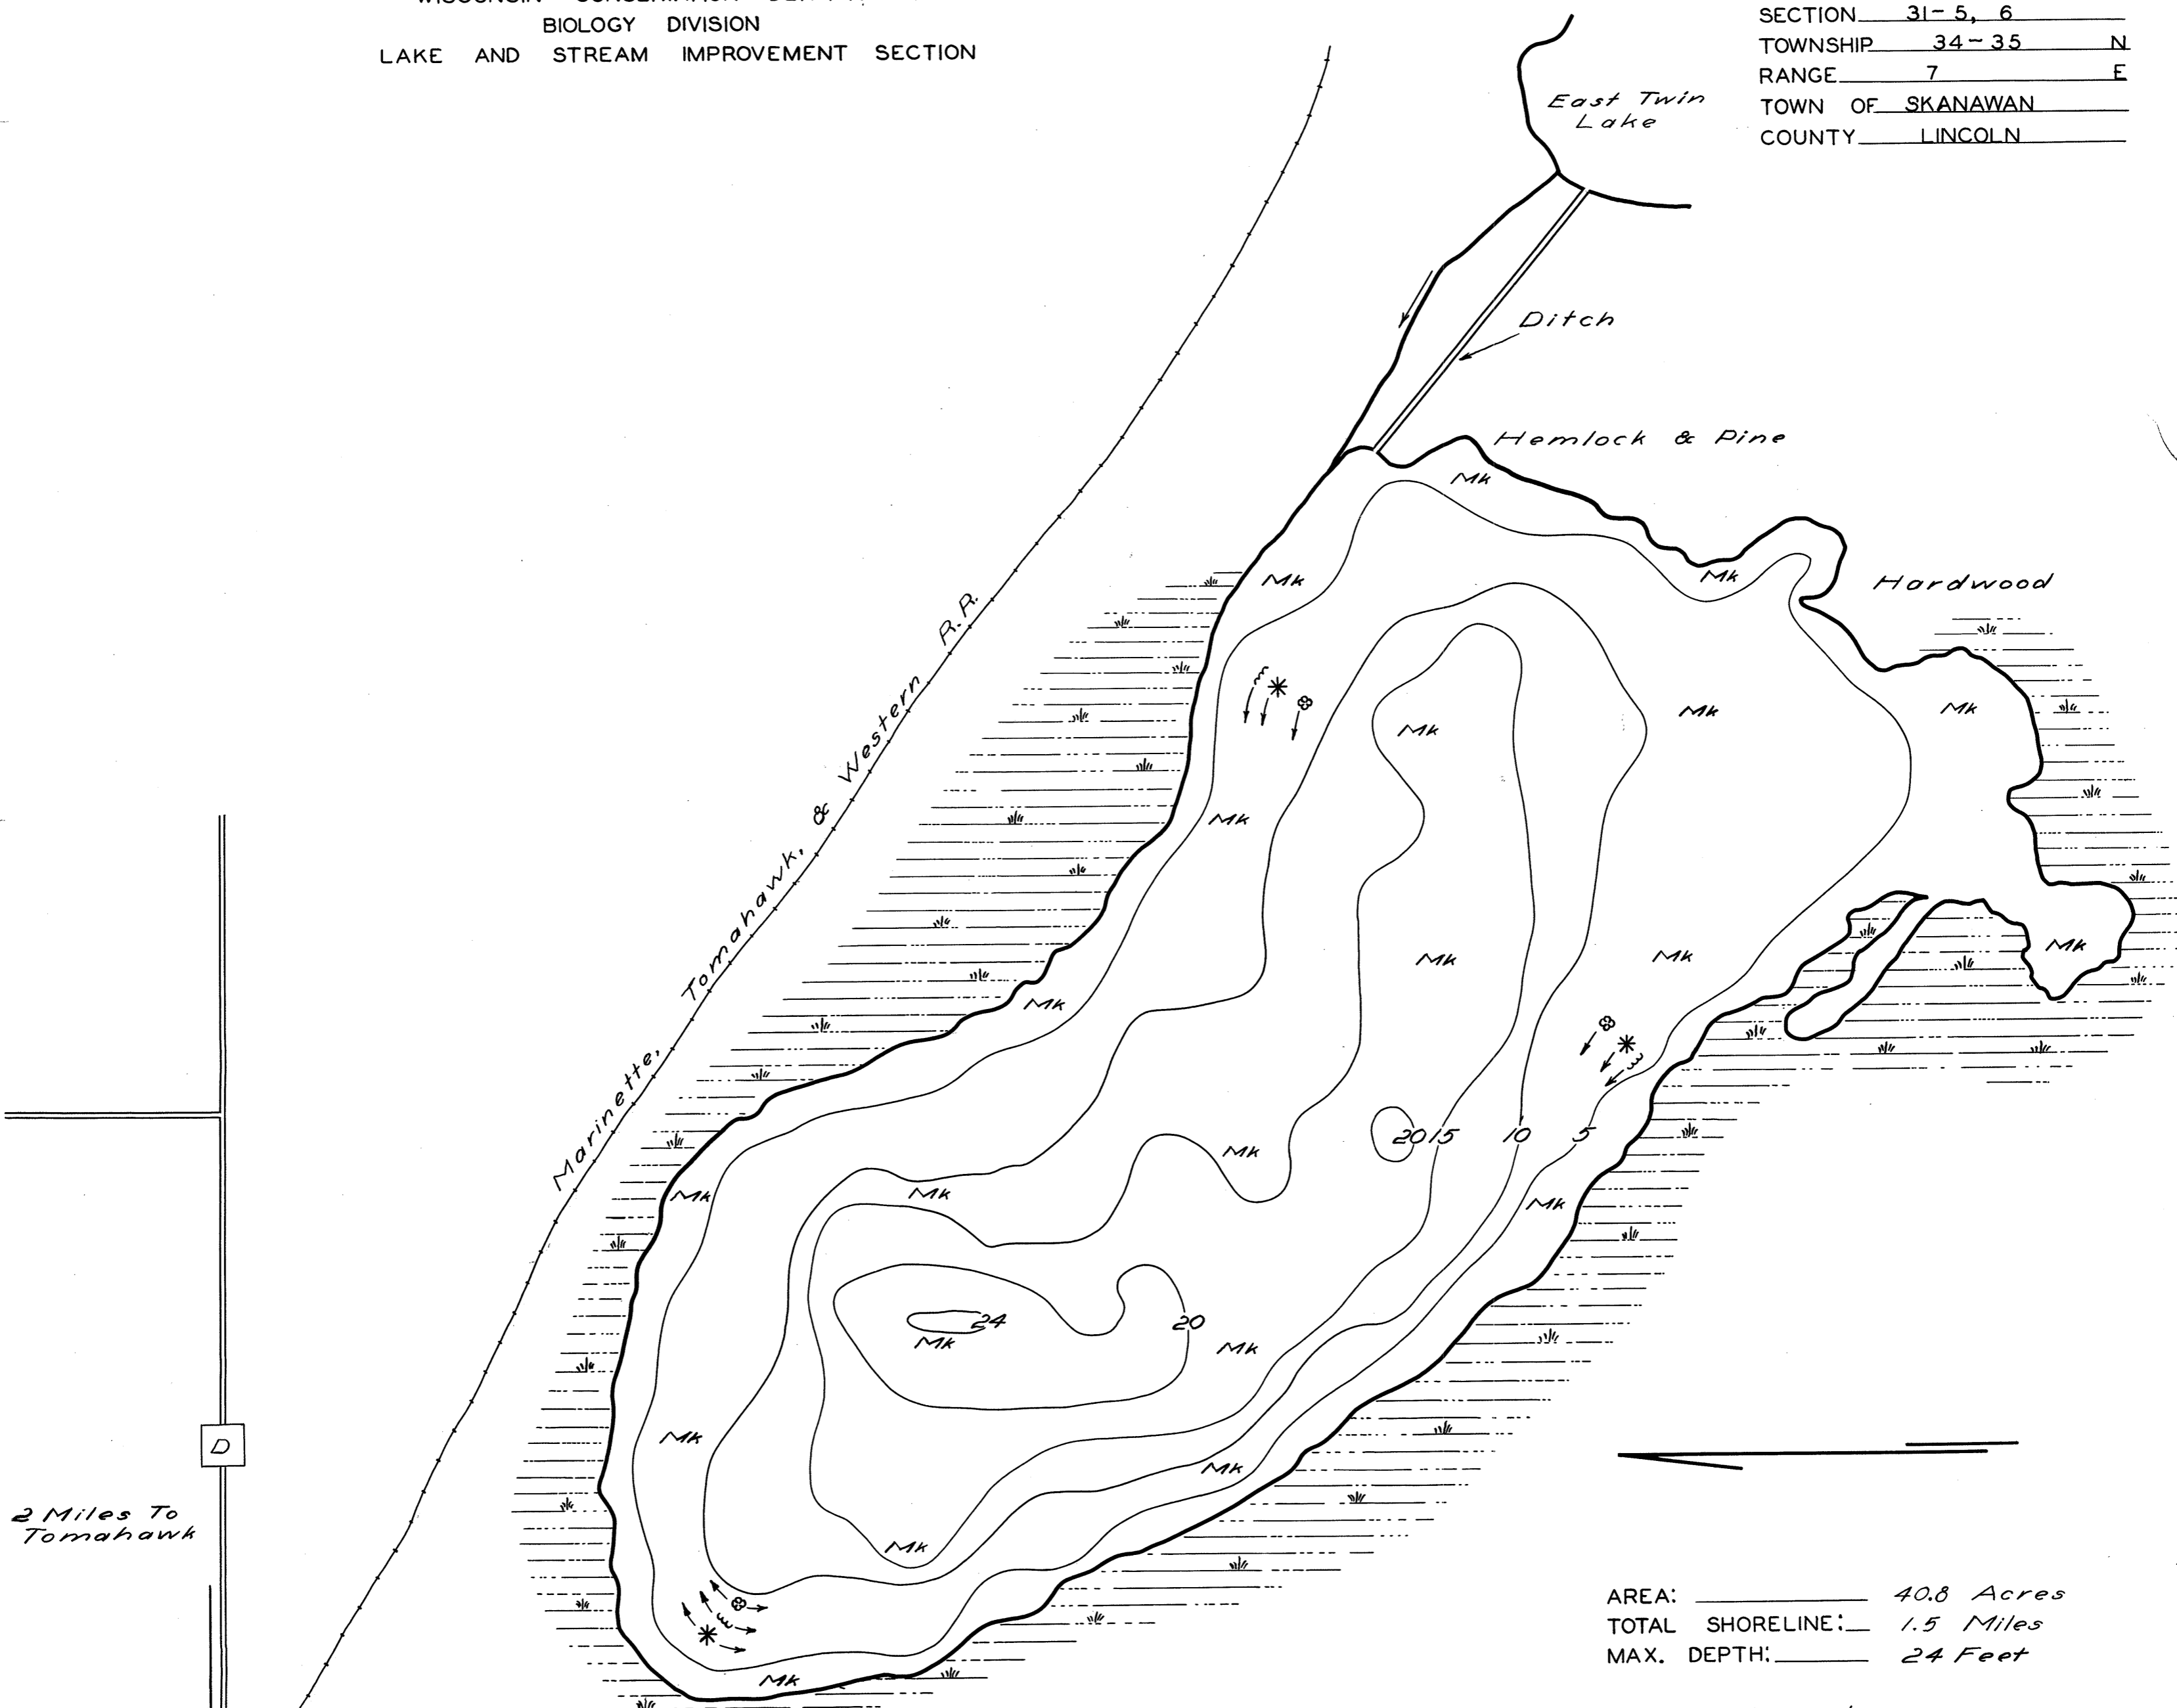 BIOLOGY DIVISION
LAKE AND STREAM IMPROVEMENT SECTION
SECTION 31-5, 6
TOWNSHIP 34-35 N
RANGE 7 E
TOWN OF SKANAWAN
COUNTY LINCOLN
East Twin
Lake
Ditch
Hemlock & Pine
Mk
Mk
Mk
Hardwood
Marinette, Tomahawk, & Western R.R.
Mk
Mk
Mk
Mk
Mk
Mk
Mk
Mk
20 15 10 5
Mk
Mk
Mk
Mk
24
20
Mk
Mk
Mk
D
Mk
2 Miles To
Tomahawk
Mk
Mk
AREA: 40.8 Acres
TOTAL SHORELINE: 1.5 Miles
MAX. DEPTH: 24 Feet